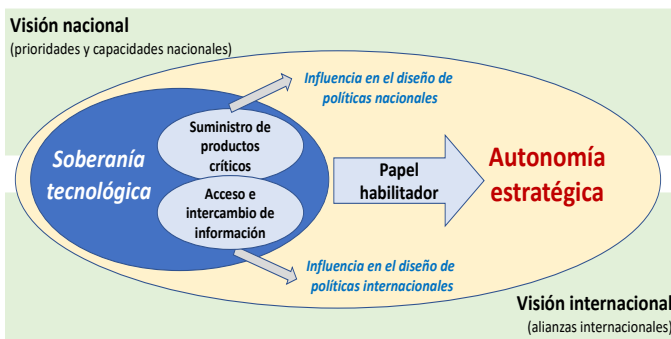 Visión nacional
(prioridades y capacidades nacionales)
Influencia en el diseño de
políticas nacionales
Soberanía
tecnológica
Suministro de
productos
críticos
Acceso e
intercambio de
información
Papel
habilitador
Autonomía
estratégica
Influencia en el diseño de
políticas internacionales
Visión internacional
(alianzas internacionales)